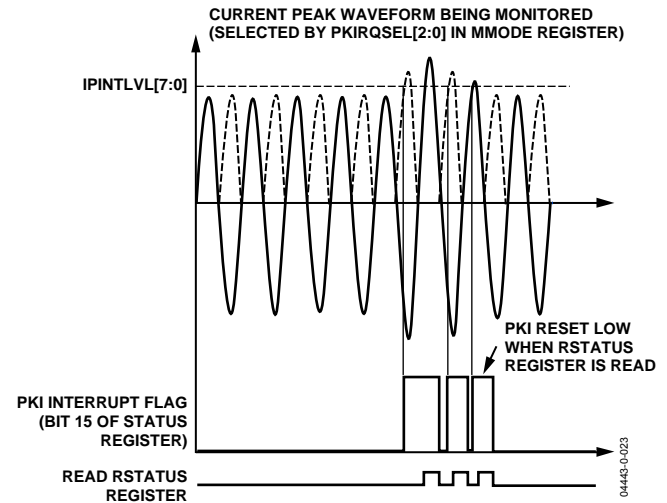 CURRENT PEAK WAVEFORM BEING MONITORED
(SELECTED BY PKIRQSEL[2:0] IN MMODE REGISTER)
IPINTLVL[7:0]
PKI RESET LOW
WHEN RSTATUS
REGISTER IS READ
PKI INTERRUPT FLAG
(BIT 15 OF STATUS
REGISTER)
READ RSTATUS
REGISTER
04443-0-023